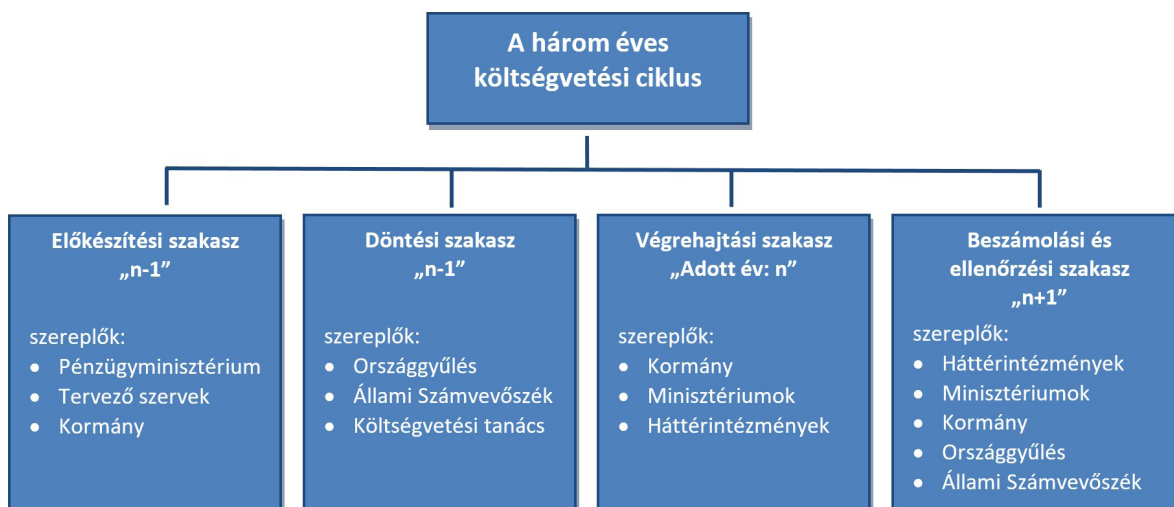 A három éves
költségvetési ciklus
Előkészítési szakasz
„n-1”
szereplők:
• Pénzügyminisztérium
• Tervező szervek
• Kormány
Döntési szakasz
„n-1”
szereplők:
• Országgyűlés
• Állami Számvevőszék
• Költségvetési tanács
Végrehajtási szakasz
„Adott év: n”
szereplők:
• Kormány
• Minisztériumok
• Háttérintézmények
Beszámolási és
ellenőrzési szakasz
„n+1”
szereplők:
• Háttérintézmények
• Minisztériumok
• Kormány
• Országgyűlés
• Állami Számvevőszék